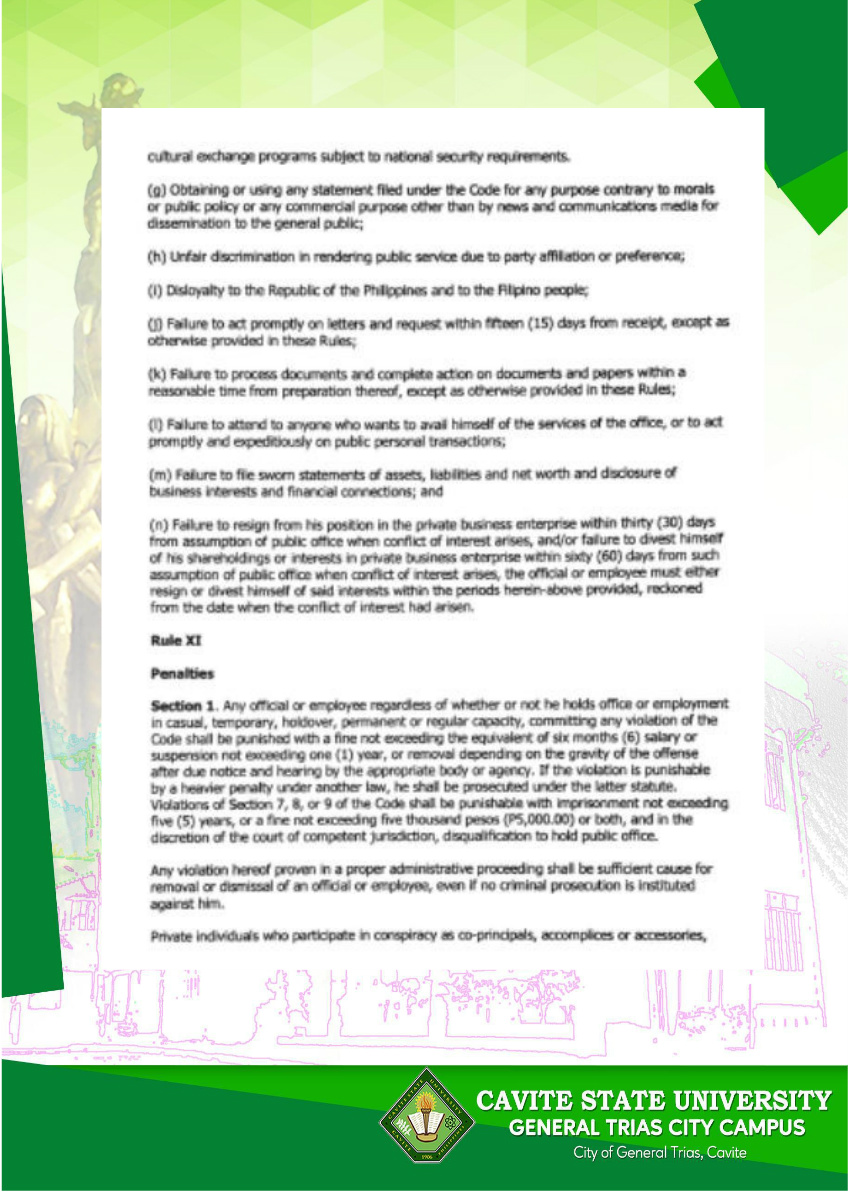 cultural exchange programs subject to national security requirements.
(g) Obtaining or using any statement filed under the Code for any purpose contrary to morals
or public policy or any commercial purpose other than by news and communications media for
dissemination to the general public;
(h) Unfair discrimination in rendering public service due to party affiliation or preference;
(i) Disloyalty to the Republic of the Philippines and to the Filipino people;
(j) Failure to act promptly on letters and request within fifteen (15) days from receipt, except as
otherwise provided in these Rules;
(k) Failure to process documents and complete action on documents and papers within a
reasonable time from preparation thereof, except as otherwise provided in these Rules;
(l) Failure to attend to anyone who wants to avail himself of the services of the office, or to act
promptly and expeditiously on public personal transactions;
(m) Failure to file sworn statements of assets, liabilities and net worth and disclosure of
business interests and financial connections; and
(n) Failure to resign from his position in the private business enterprise within thirty (30) days
from assumption of public office when conflict of interest arises, and/or failure to divest himself
of his shareholdings or interests in private business enterprise within sixty (60) days from such
assumption of public office when conflict of interest arises, the official or employee must either
resign or divest himself of said interests within the periods herein-above provided, reckoned
from the date when the conflict of interest had arisen.
Rule XI
Penalties
Section 1. Any official or employee regardless of whether or not he holds office or employment
in casual, temporary, holdover, permanent or regular capacity, committing any violation of the
Code shall be punished with a fine not exceeding the equivalent of six months (6) salary or
suspension not exceeding one (1) year, or removal depending on the gravity of the offense
after due notice and hearing by the appropriate body or agency. If the violation is punishable
by a heavier penalty under another law, he shall be prosecuted under the latter statute.
Violations of Section 7, 8, or 9 of the Code shall be punishable with imprisonment not exceeding
five (5) years, or a fine not exceeding five thousand pesos (P5,000.00) or both, and in the
discretion of the court of competent jurisdiction, disqualification to hold public office.
Any violation hereof proven in a proper administrative proceeding shall be sufficient cause for
removal or dismissal of an official or employee, even if no criminal prosecution is instituted
against him.
Private individuals who participate in conspiracy as co-principals, accomplices or accessories,
CAVITE STATE UNIVERSITY
GENERAL TRIAS CITY CAMPUS
City of General Trias, Cavite
CAVITE STATE UNIVERSITY
CAVITE
PHILIPPINES
1906